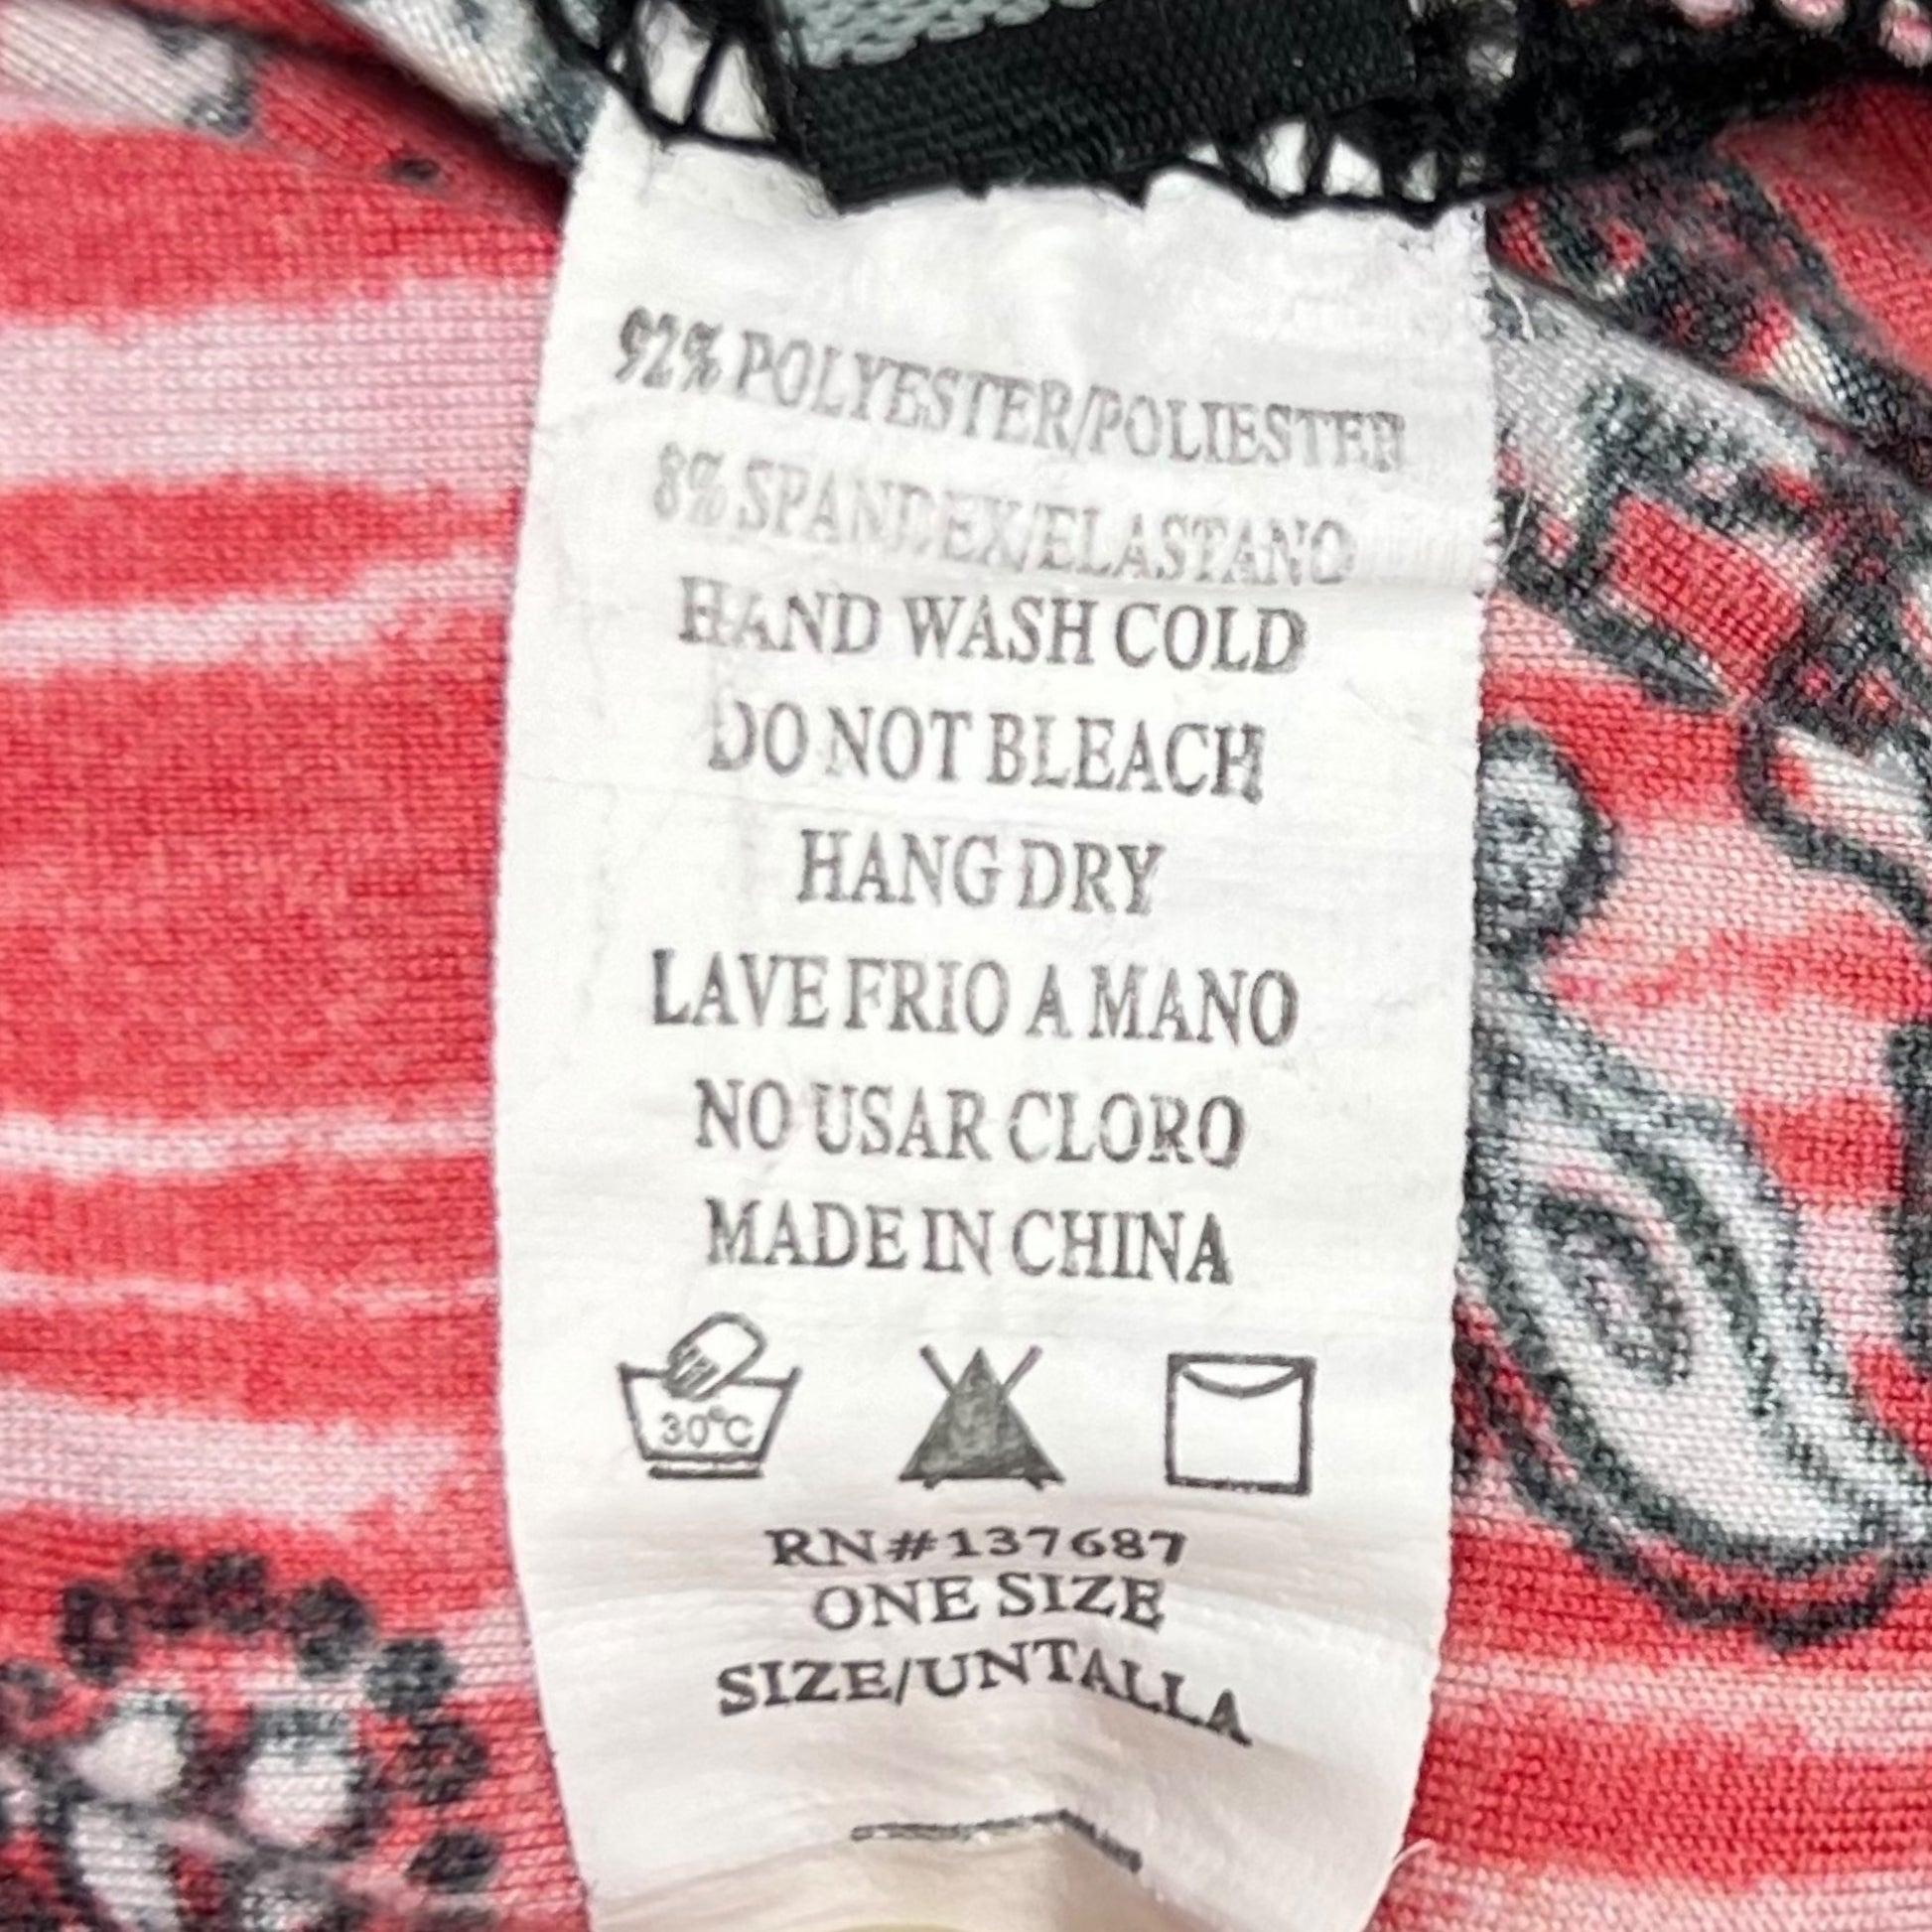 92% POLYESTER/POLIESTER
8% SPANDEX/ELASTANO
HAND WASH COLD
DO NOT BLEACH
HANG DRY
LAVE FRIO A MANO
NO USAR CLORO
MADE IN CHINA
30°C
RN#137687
ONE SIZE
SIZE/UNTALLA